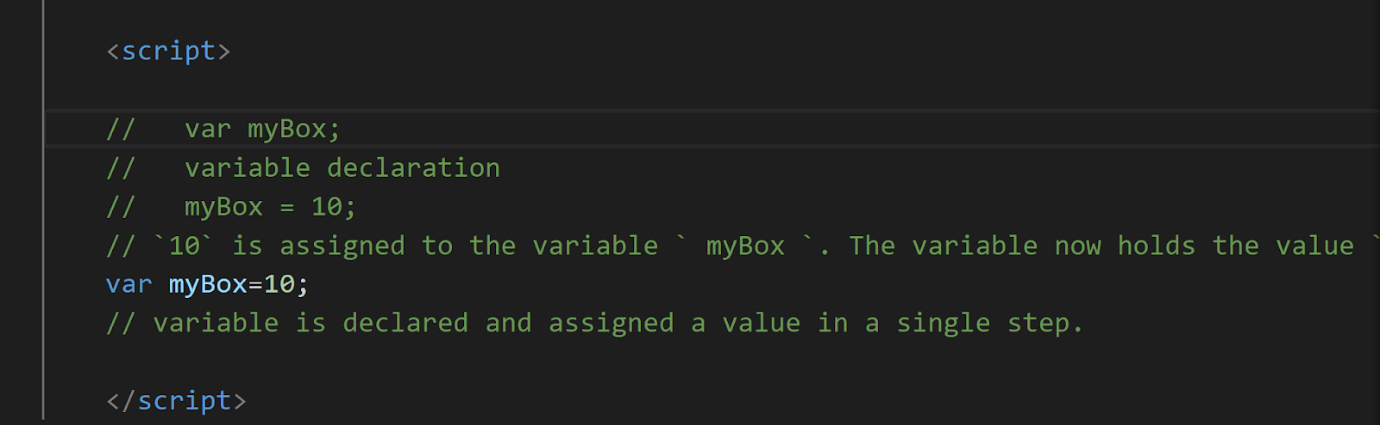 <script>
//   var myBox;
//   variable declaration
//   myBox = 10;
// `10` is assigned to the variable ` myBox `. The variable now holds the value `
var myBox=10;
// variable is declared and assigned a value in a single step.
</script>